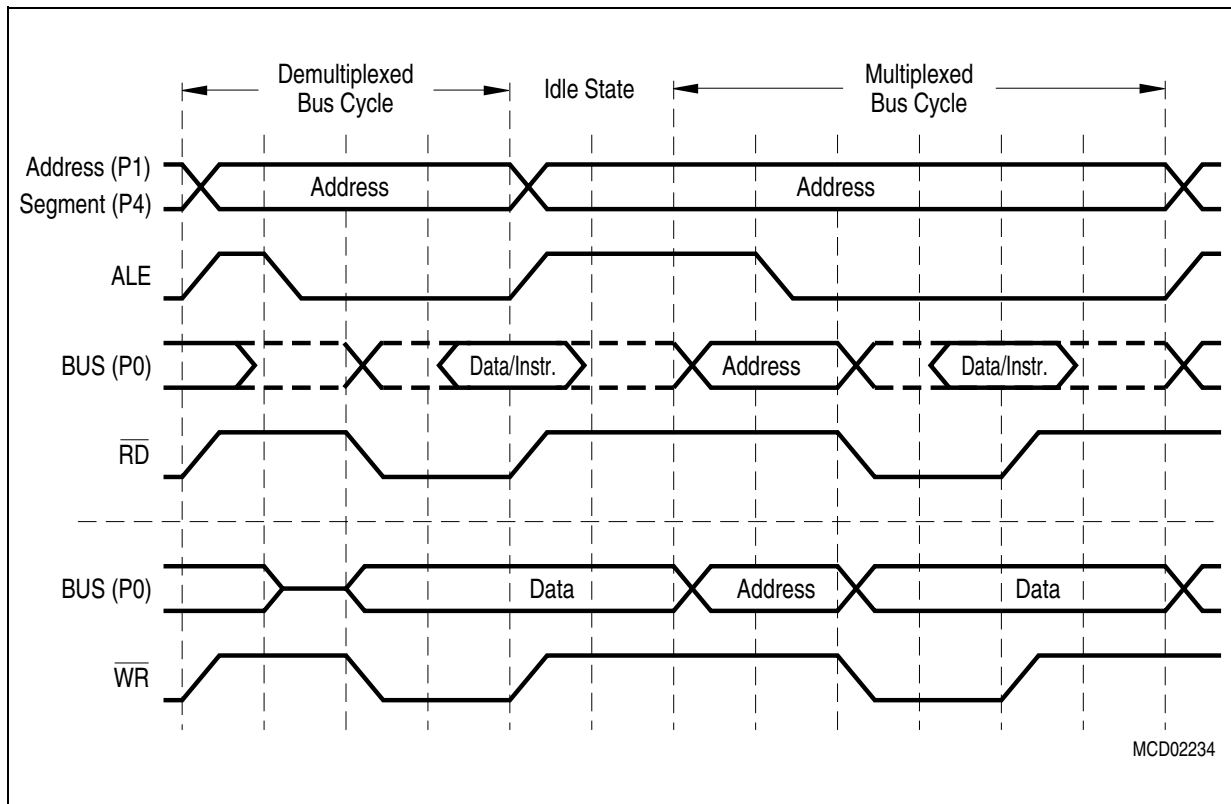 Demultiplexed
Bus Cycle
Idle State
Multiplexed
Bus Cycle
Address (P1)
Segment (P4)
Address
Address
ALE
BUS (P0)
Data/Instr.
Address
Data/Instr.
RD
BUS (P0)
Data
Address
Data
WR
MCD02234